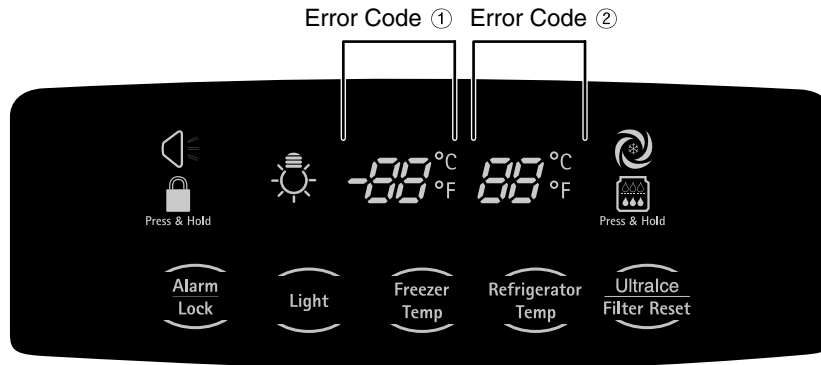 Error Code ① Error Code ②
-88 °C °F 88 °C °F
Press & Hold
Press & Hold
Alarm
Lock
Light
Freezer
Temp
Refrigerator
Temp
UltraIce
Filter Reset